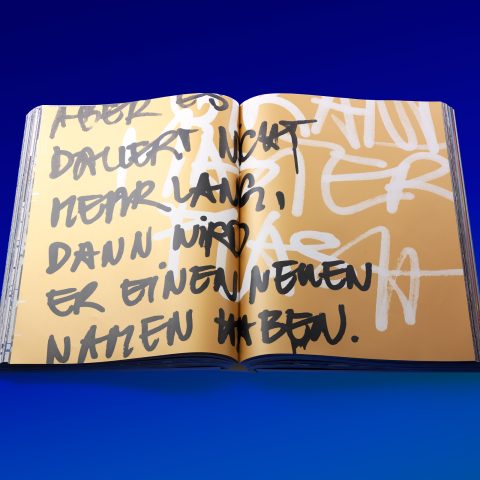 ABER ES
DAUERT NICHT
MEHR LANG,
DANN WIRD
ER EINEN NEUEN
NAMEN HABEN.